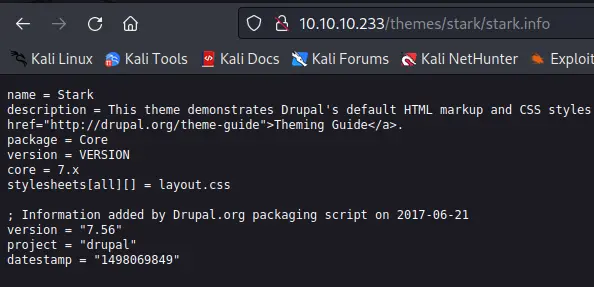 10.10.10.233/themes/stark/stark.info
Kali Linux Kali Tools Kali Docs Kali Forums Kali NetHunter Exploit
name = Stark
description = This theme demonstrates Drupal's default HTML markup and CSS styles
href="http://drupal.org/theme-guide">Theming Guide</a>.
package = Core
version = VERSION
core = 7.x
stylesheets[all][] = layout.css
; Information added by Drupal.org packaging script on 2017-06-21
version = "7.56"
project = "drupal"
datestamp = "1498069849"